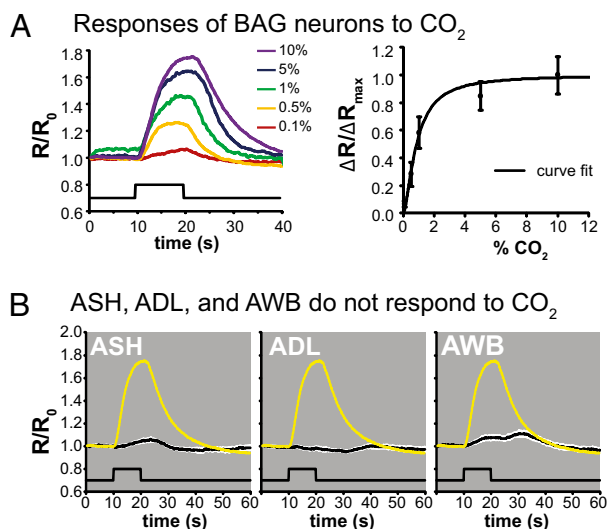 A Responses of BAG neurons to CO2
R/R0
1.8
1.6
1.4
1.2
1.0
0.8
0.6
0 10 20 30 40
time (s)
10%
5%
1%
0.5%
0.1%
ΔR/ΔRmax
1.2
1.0
0.8
0.6
0.4
0.2
0.0
0 2 4 6 8 10 12
% CO2
curve fit
B ASH, ADL, and AWB do not respond to CO2
R/R0
2.0
1.8
1.6
1.4
1.2
1.0
0.8
0.6
ASH
0 10 20 30 40 50 60
time (s)
ADL
0 10 20 30 40 50 60
time (s)
AWB
0 10 20 30 40 50 60
time (s)